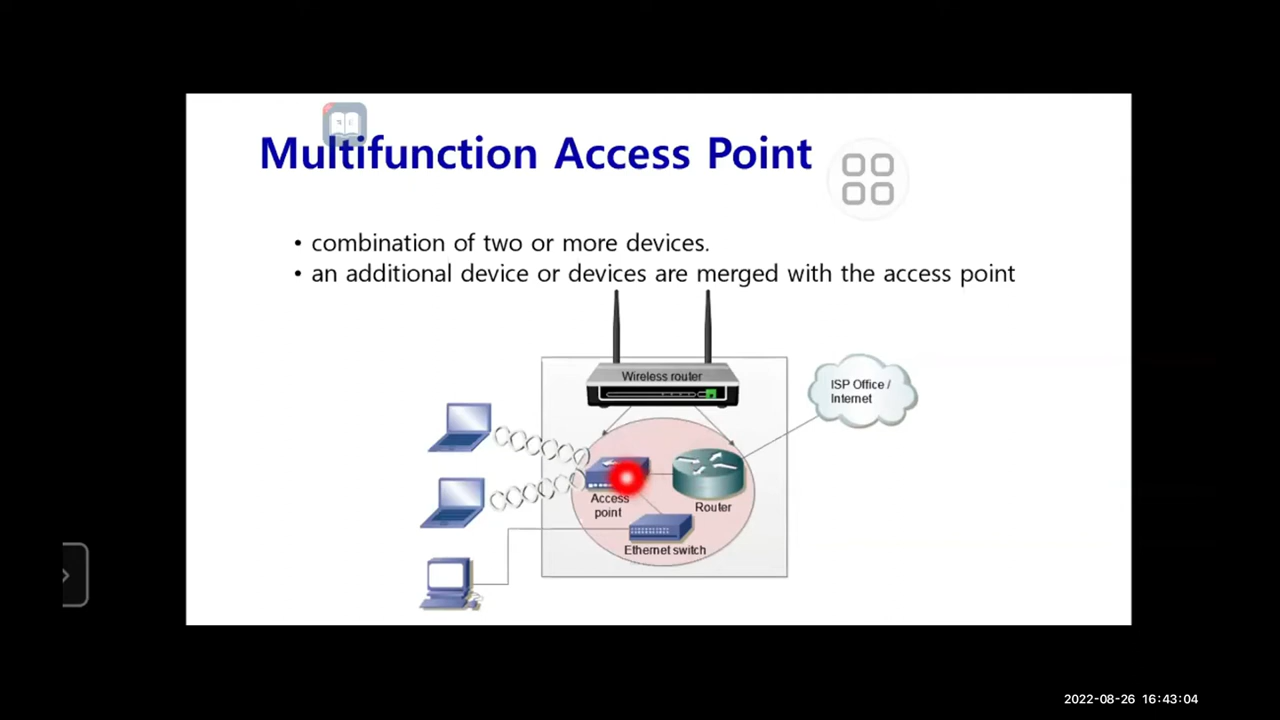 Multifunction Access Point
• combination of two or more devices.
• an additional device or devices are merged with the access point
Wireless router
ISP Office /
Internet
Access
point
Router
Ethernet switch
2022-08-26 16:43:04